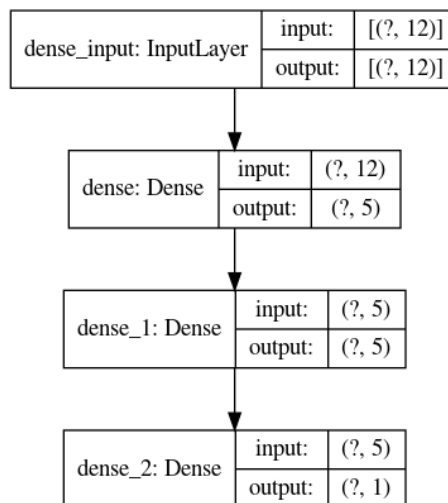 dense_input: InputLayer
input: [(?, 12)]
output: [(?, 12)]
dense: Dense
input: (?, 12)
output: (?, 5)
dense_1: Dense
input: (?, 5)
output: (?, 5)
dense_2: Dense
input: (?, 5)
output: (?, 1)